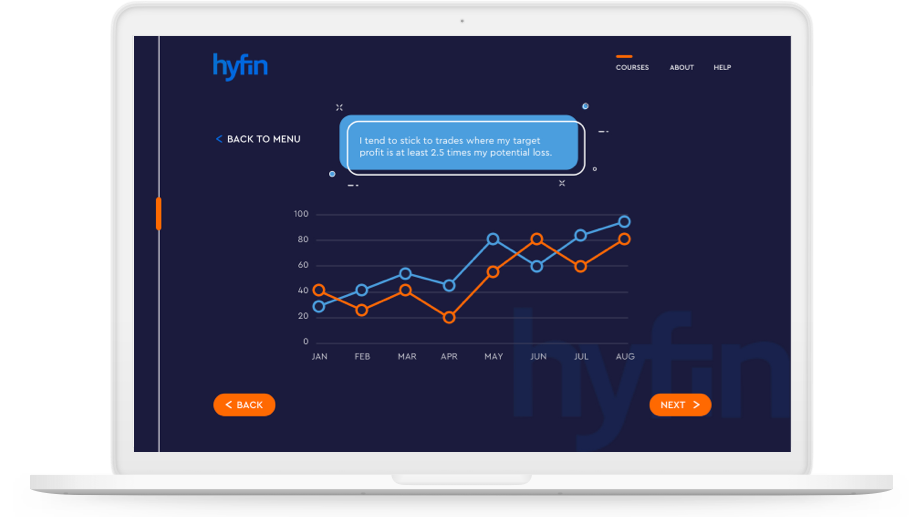 hyfin
COURSES ABOUT HELP
< BACK TO MENU
I tend to stick to trades where my target
profit is at least 2.5 times my potential loss.
100
80
60
40
20
0
JAN FEB MAR APR MAY JUN JUL AUG
hyfin
< BACK
NEXT >